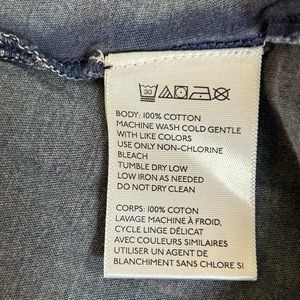 30
BODY: 100% COTTON
MACHINE WASH COLD GENTLE
WITH LIKE COLORS
USE ONLY NON-CHLORINE
BLEACH
TUMBLE DRY LOW
LOW IRON AS NEEDED
DO NOT DRY CLEAN
CORPS: 100% COTON
LAVAGE MACHINE À FROID,
CYCLE LINGE DÉLICAT
AVEC COULEURS SIMILAIRES
UTILISER UN AGENT DE
BLANCHIMENT SANS CHLORE SI